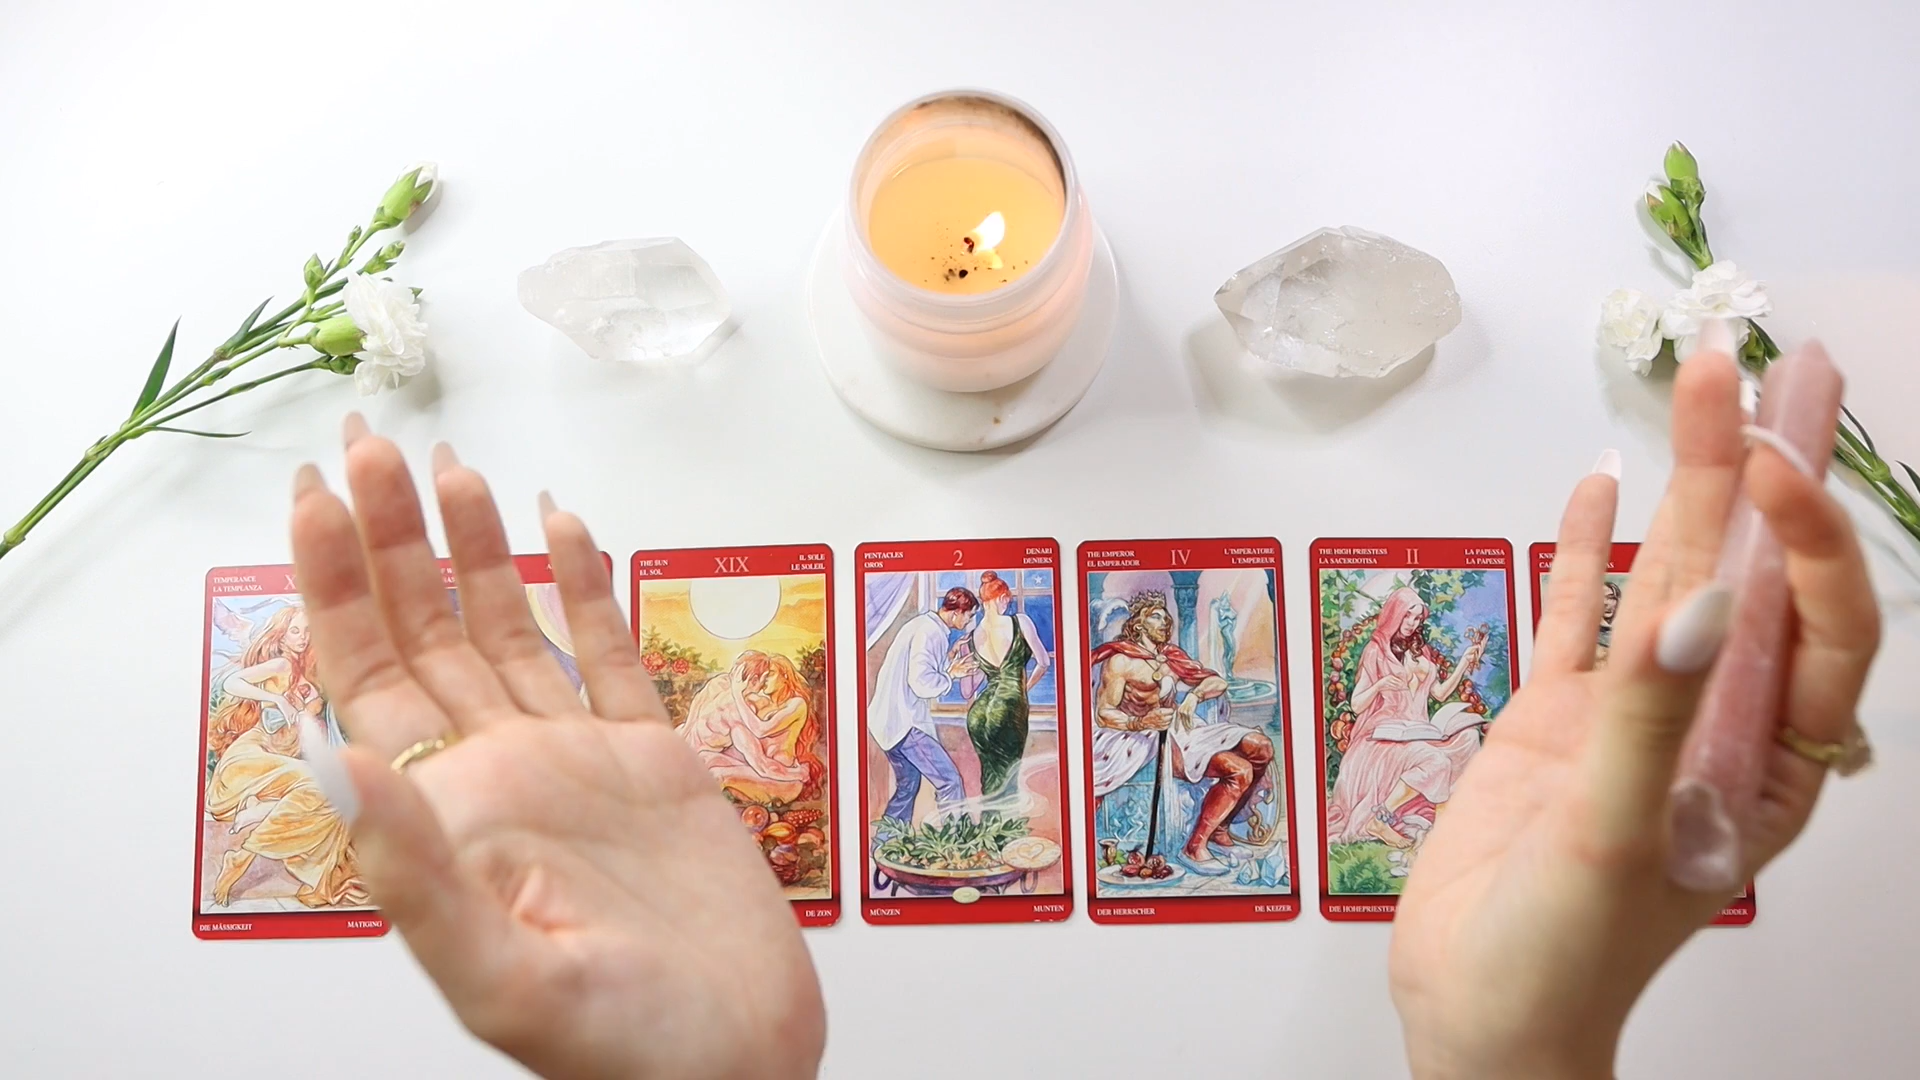 TEMPERANCE
LA TEMPLANZA
X
DIE MÄSSIGKEIT
MATIGING
THE SUN
EL SOL
XIX
IL SOLE
LE SOLEIL
DE ZON
PENTACLES
OROS
2
DENARI
DENIERS
MÜNZEN
MUNTEN
THE EMPEROR
EL EMPERADOR
IV
L'IMPERATORE
L'EMPEREUR
DER HERRSCHER
DE KEIZER
THE HIGH PRIESTESS
LA SACERDOTISA
II
LA PAPESSA
LA PAPESSE
DIE HOHEPRIESTER
RIDDER